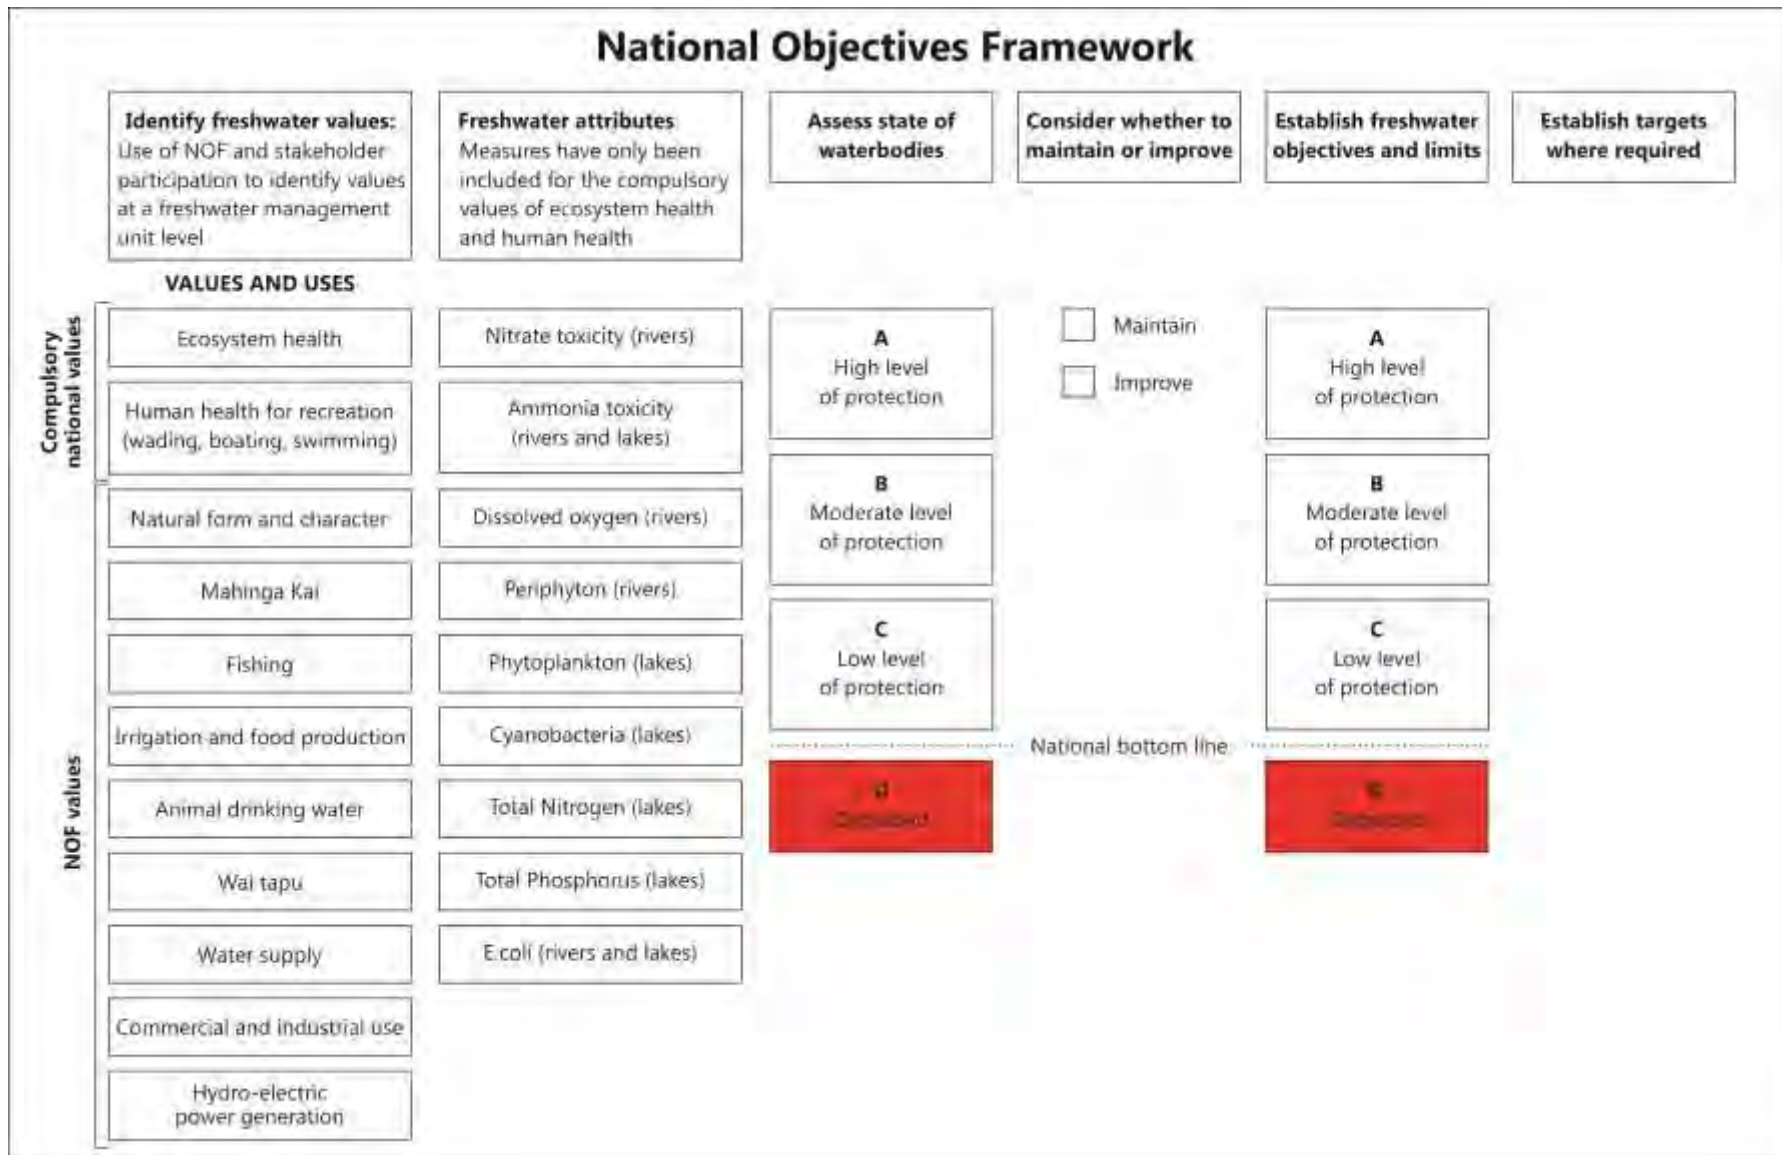 National Objectives Framework
Identify freshwater values:
Use of NOF and stakeholder
participation to identify values
at a freshwater management
unit level
Freshwater attributes
Measures have only been
included for the compulsory
values of ecosystem health
and human health
Assess state of
waterbodies
Consider whether to
maintain or improve
Establish freshwater
objectives and limits
Establish targets
where required
VALUES AND USES
Compulsory
national values
Ecosystem health
Human health for recreation
(wading, boating, swimming)
NOF values
Natural form and character
Mahinga Kai
Fishing
Irrigation and food production
Animal drinking water
Wai tapu
Water supply
Commercial and industrial use
Hydro-electric
power generation
Nitrate toxicity (rivers)
Ammonia toxicity
(rivers and lakes)
Dissolved oxygen (rivers)
Periphyton (rivers)
Phytoplankton (lakes)
Cyanobacteria (lakes)
Total Nitrogen (lakes)
Total Phosphorus (lakes)
E.coli (rivers and lakes)
A
High level
of protection
B
Moderate level
of protection
C
Low level
of protection
Maintain
Improve
National bottom line
A
High level
of protection
B
Moderate level
of protection
C
Low level
of protection